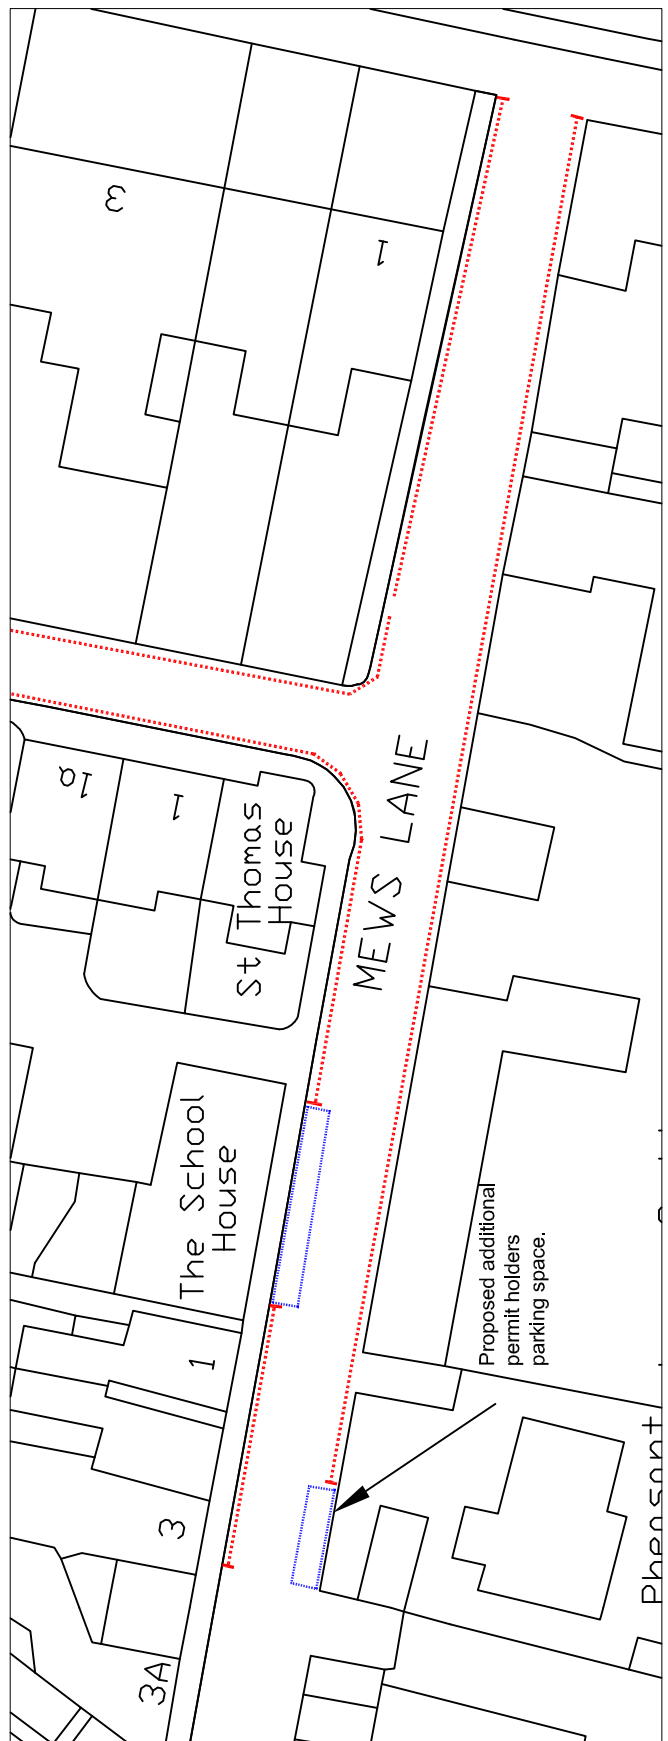 3
1
1a
1
St Thomas
House
MEWS LANE
The School
House
Proposed additional
permit holders
parking space.
1
3
3A
Pheasant